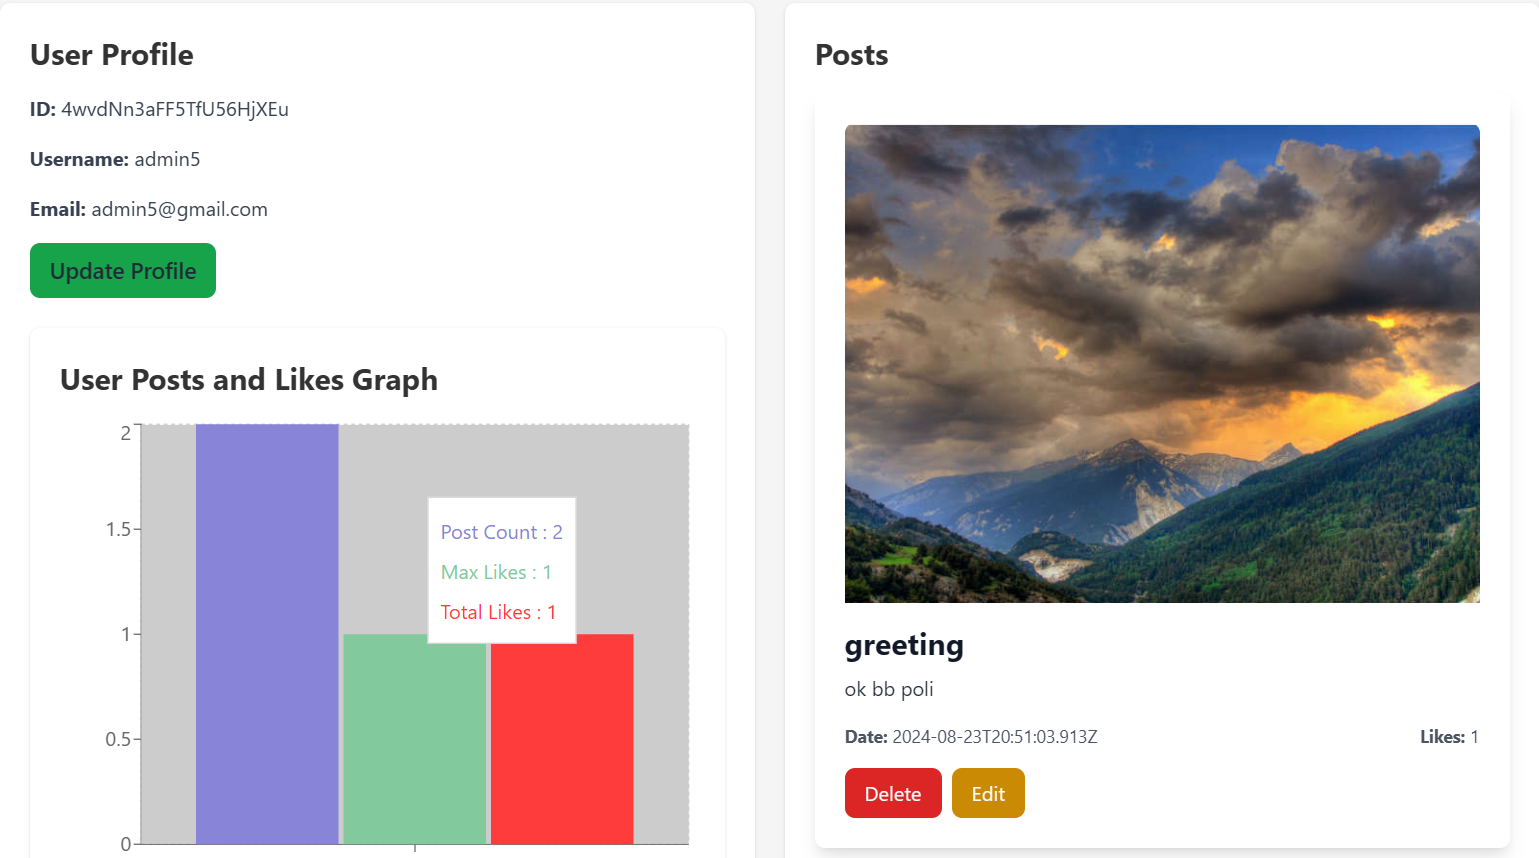 User Profile
ID: 4wvdNn3aFF5TfU56HjXEu
Username: admin5
Email: admin5@gmail.com
Update Profile
User Posts and Likes Graph
2
1.5
1
0.5
0
Post Count : 2
Max Likes : 1
Total Likes : 1
Posts
greeting
ok bb poli
Date: 2024-08-23T20:51:03.913Z
Likes: 1
Delete
Edit